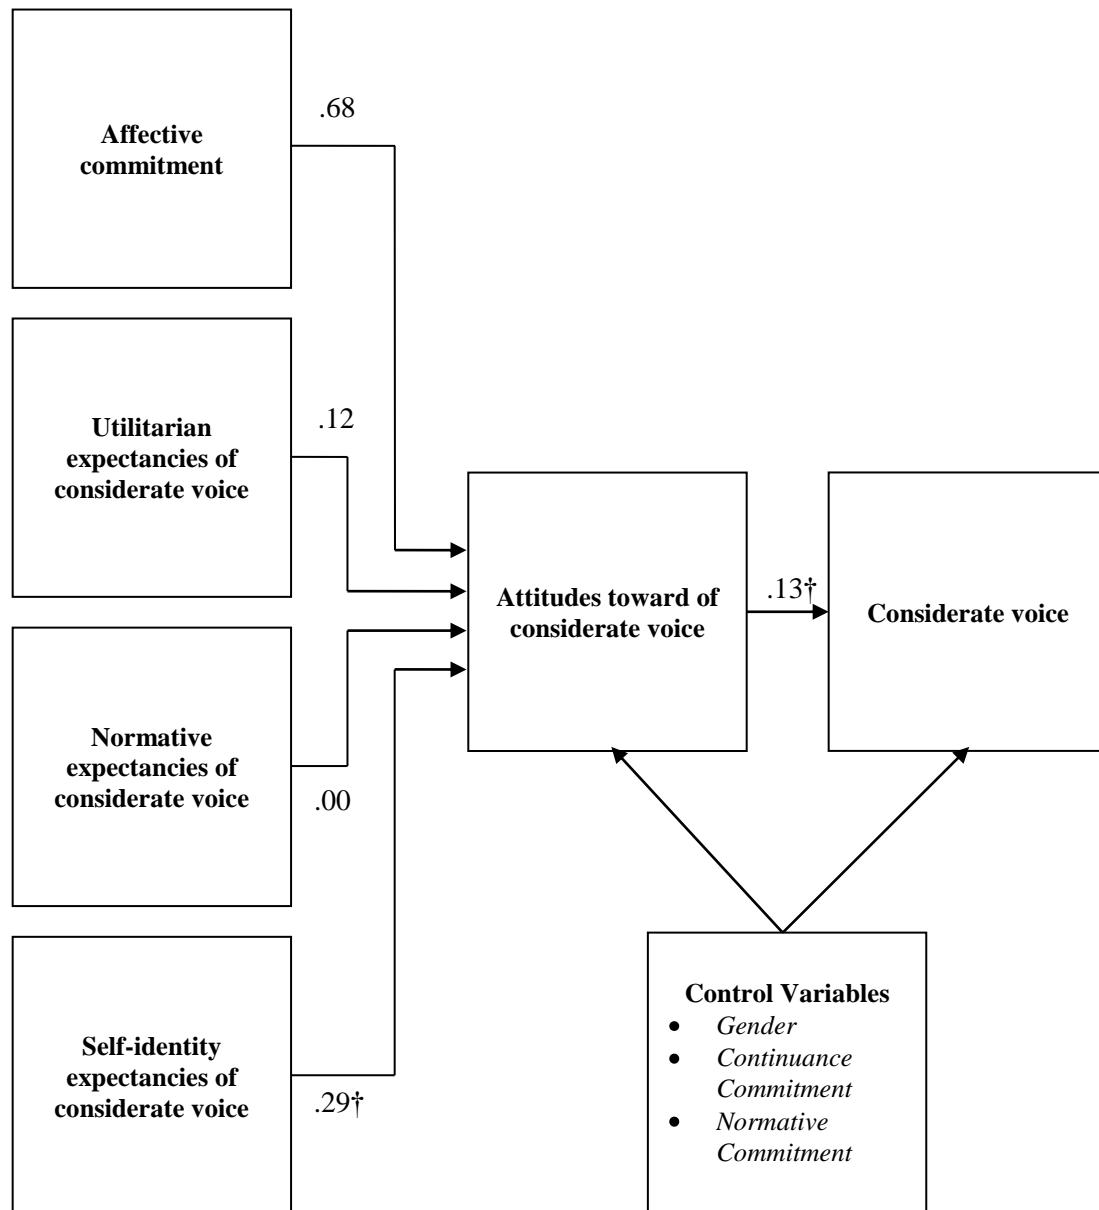 Affective
commitment
.68
Utilitarian
expectancies of
considerate voice
.12
Normative
expectancies of
considerate voice
.00
Self-identity
expectancies of
considerate voice
.29†
Attitudes toward of
considerate voice
.13†
Considerate voice
Control Variables
• Gender
• Continuance
Commitment
• Normative
Commitment